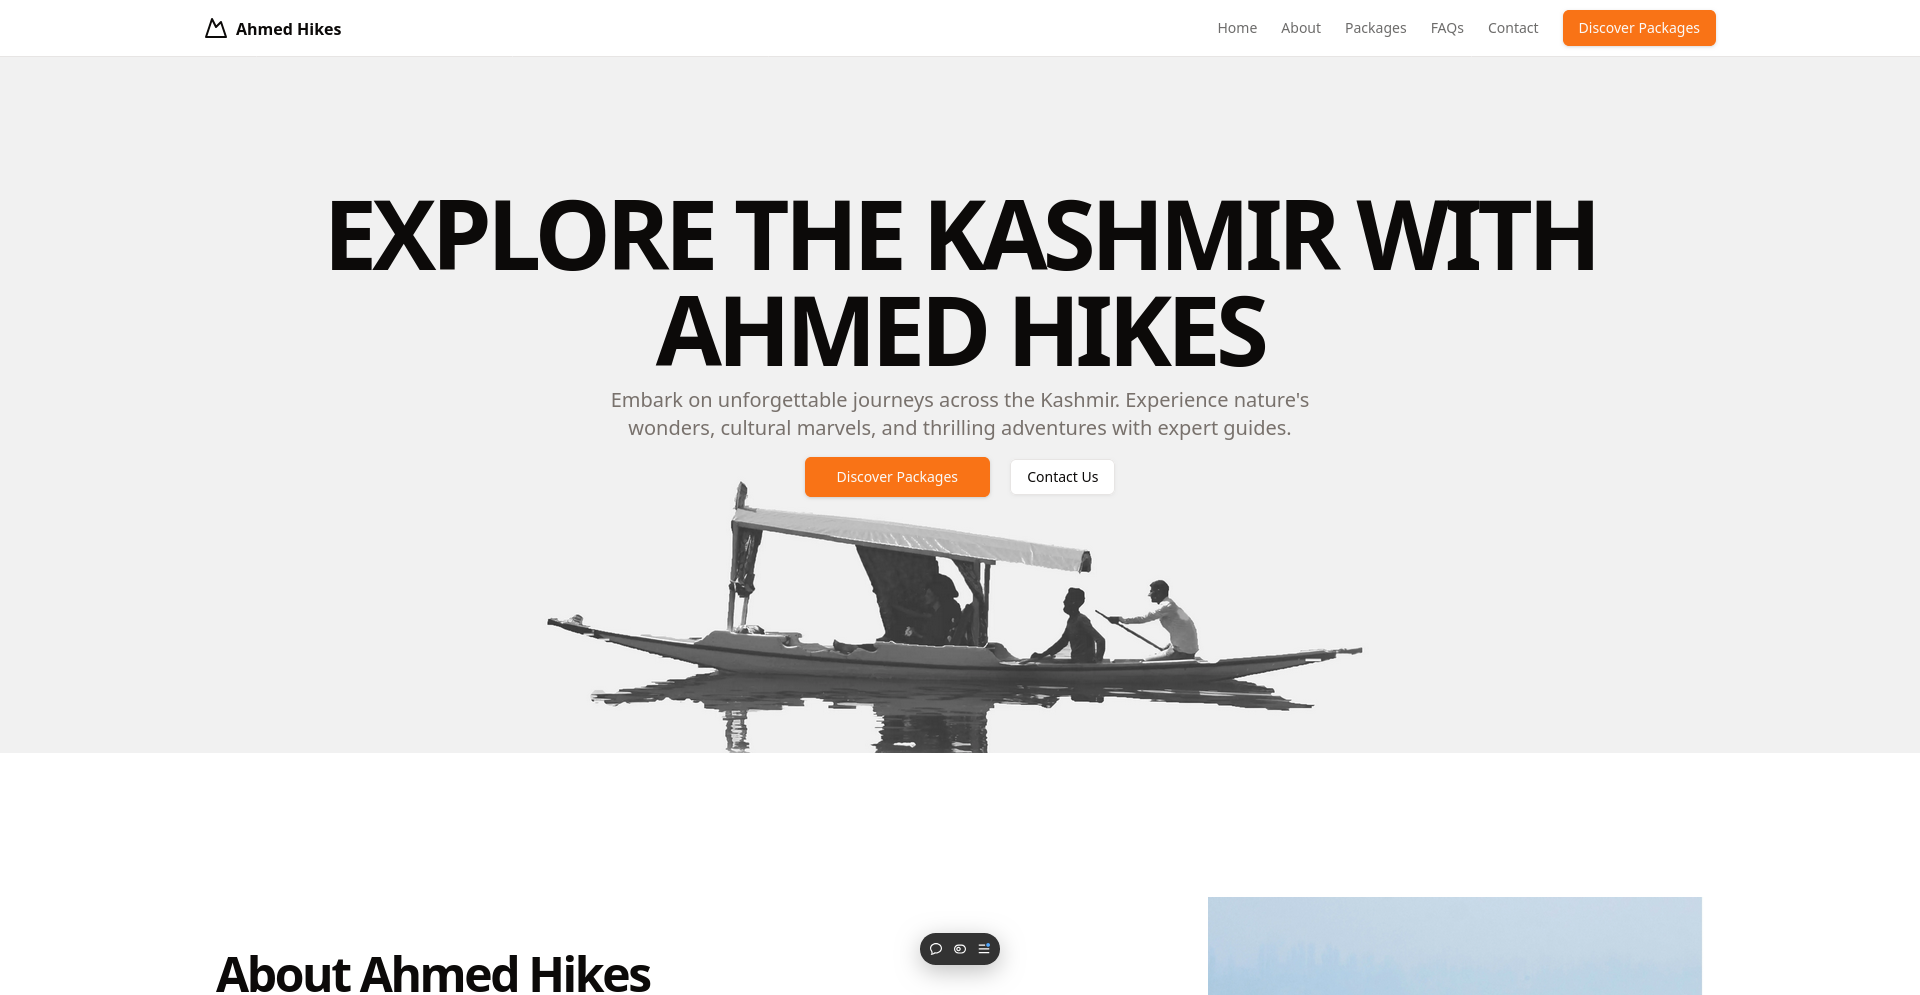 Ahmed Hikes
Home
About
Packages
FAQs
Contact
Discover Packages
EXPLORE THE KASHMIR WITH
AHMED HIKES
Embark on unforgettable journeys across the Kashmir. Experience nature's
wonders, cultural marvels, and thrilling adventures with expert guides.
Discover Packages
Contact Us
About Ahmed Hikes